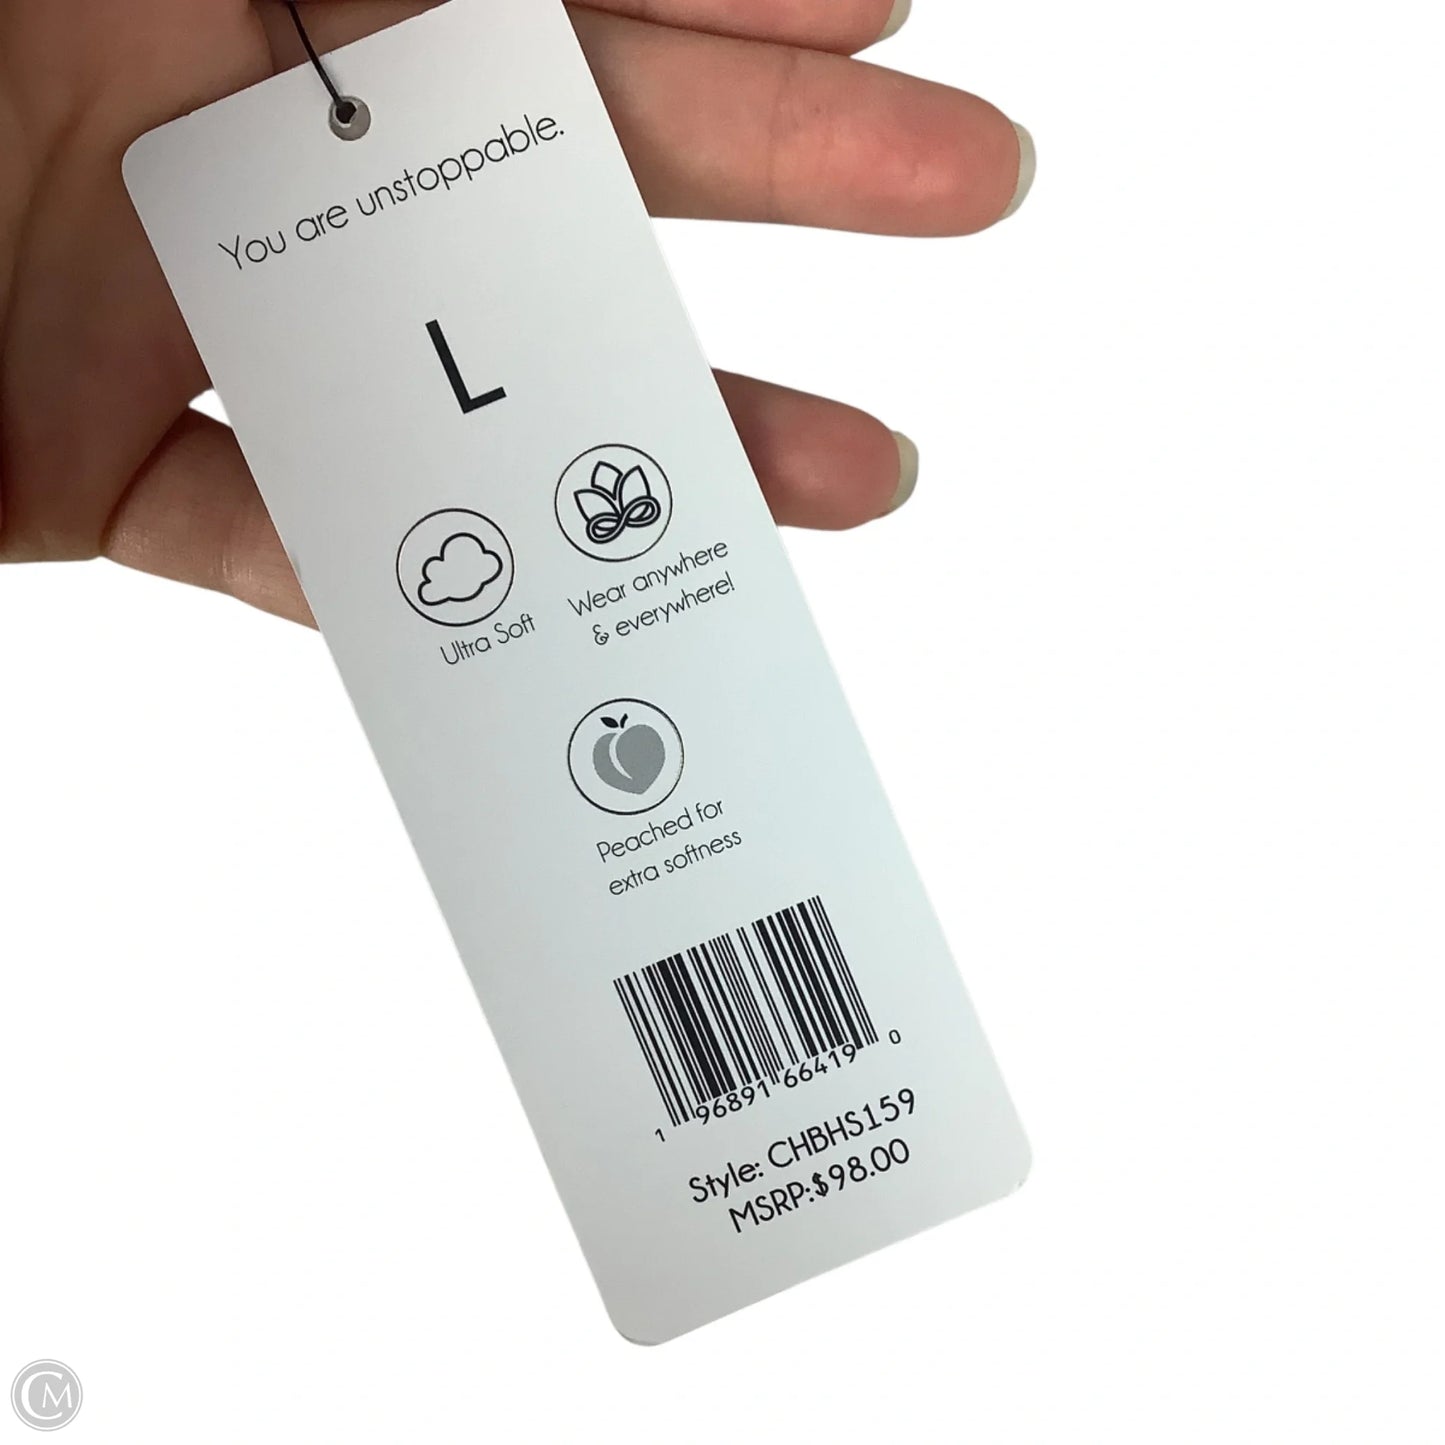 You are unstoppable.
L
Ultra Soft
Wear anywhere
& everywhere!
Peached for
extra softness
1 96891 66419 0
Style: CHBHS159
MSRP:$98.00
CM